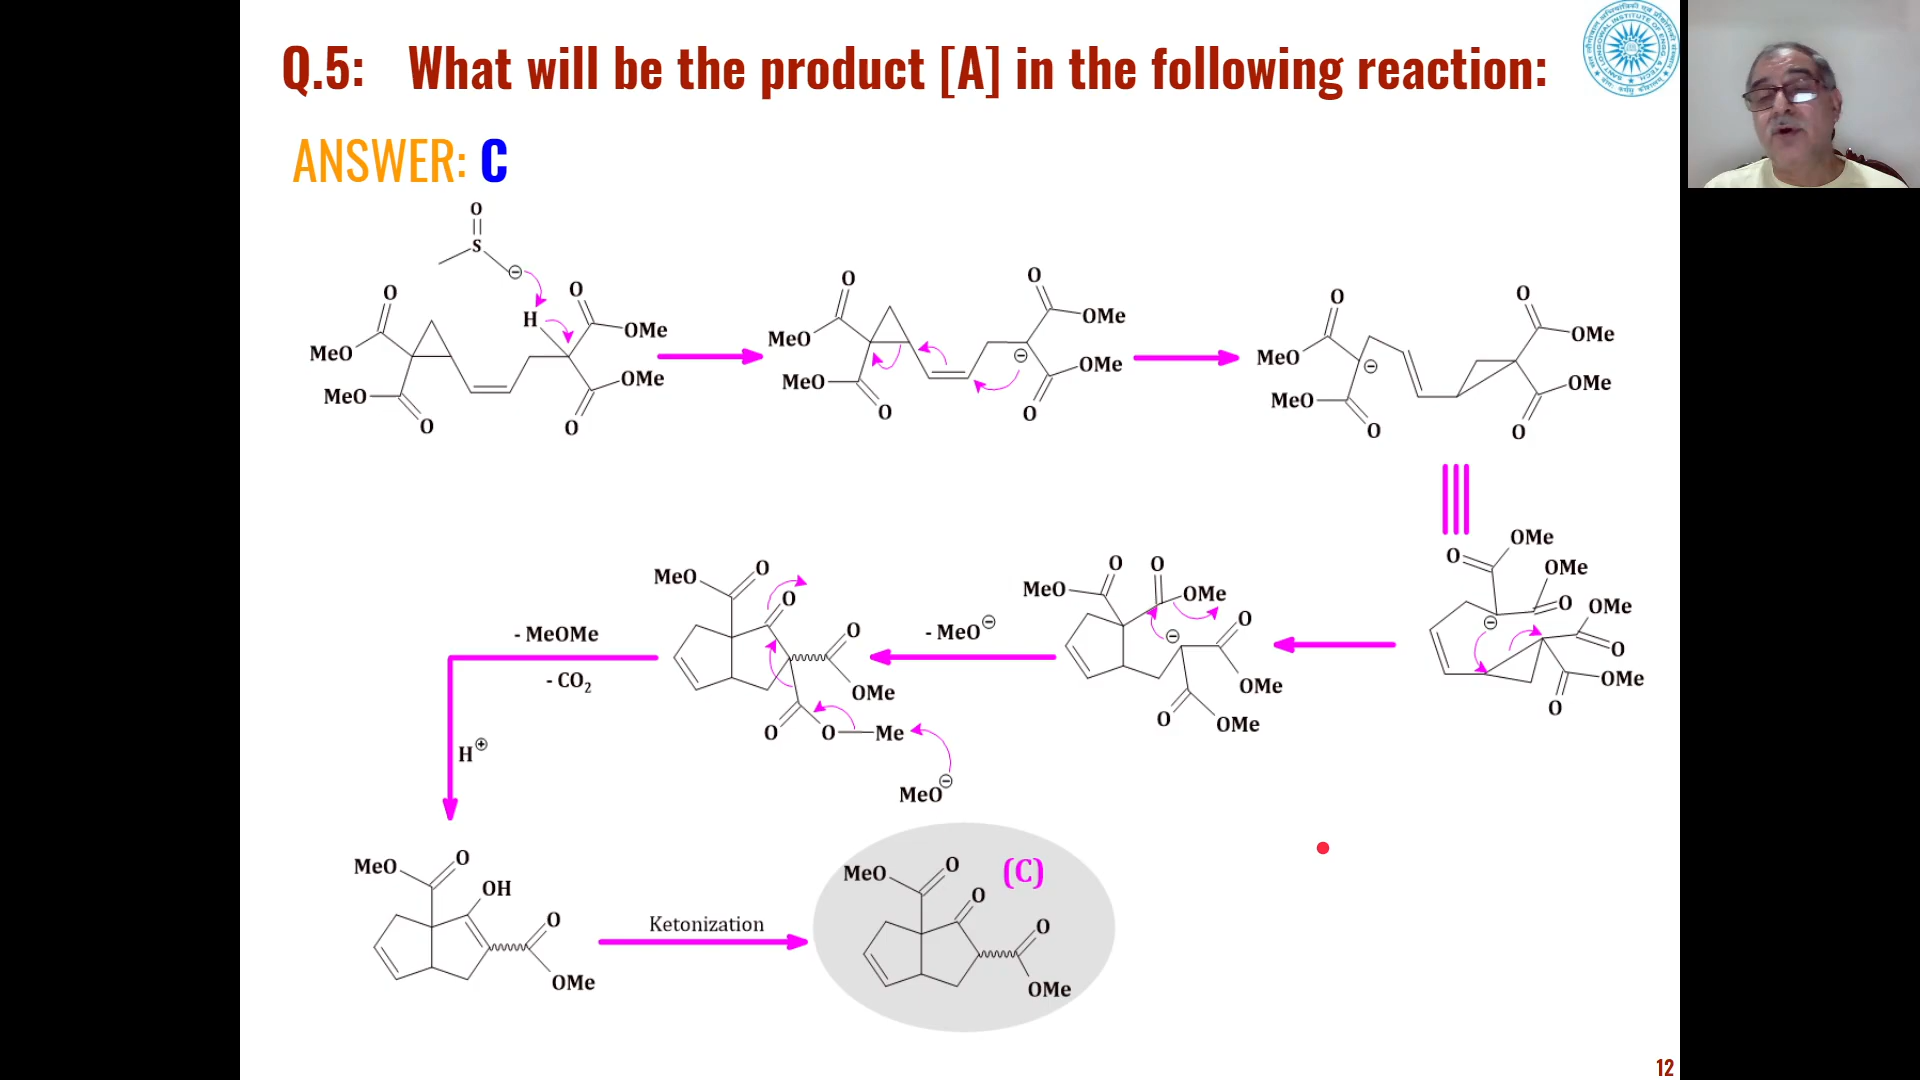 Q.5: What will be the product [A] in the following reaction:
ANSWER: C
O
S
⊖
O
MeO
MeO
O
H
O
OMe
OMe
O
O
MeO
MeO
O
O
OMe
⊖
OMe
O
O
MeO
⊖
MeO
O
O
OMe
OMe
O
OMe
O
OMe
O
⊖
OMe
O
OMe
O
O
MeO
O
OMe
⊖
O
OMe
O
OMe
- MeO⊖
O
MeO
O
O
OMe
O
O
Me
MeO⊖
- MeOMe
- CO2
H⊕
O
MeO
OH
O
OMe
Ketonization
(C)
O
MeO
O
O
OMe
12